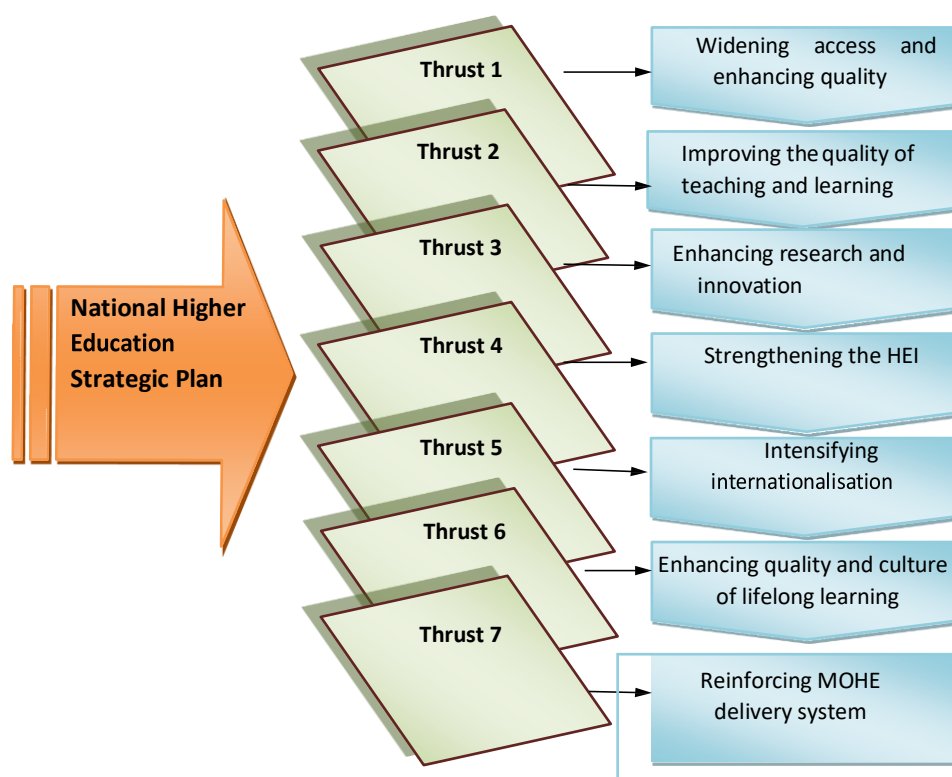 Thrust 1
Widening access and
enhancing quality
Thrust 2
Improving the quality of
teaching and learning
Thrust 3
Enhancing research and
innovation
National Higher
Education
Strategic Plan
Thrust 4
Strengthening the HEI
Thrust 5
Intensifying
internationalisation
Thrust 6
Enhancing quality and culture
of lifelong learning
Thrust 7
Reinforcing MOHE
delivery system